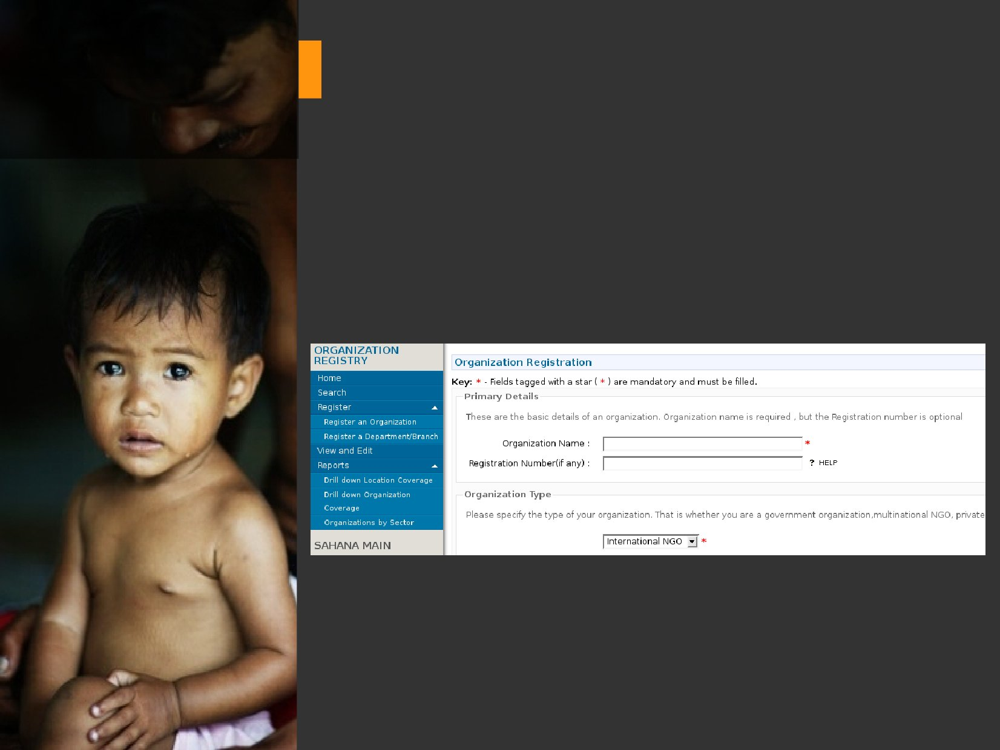 ORGANIZATION
REGISTRY
Home
Search
Register
Register an Organization
Register a Department/Branch
View and Edit
Reports
Drill down Location Coverage
Drill down Organization
Coverage
Organizations by Sector
SAHANA MAIN
Organization Registration
Key: * - Fields tagged with a star ( * ) are mandatory and must be filled.
Primary Details
These are the basic details of an organization. Organization name is required , but the Registration number is optional
Organization Name : *
Registration Number(if any) : ? HELP
Organization Type
Please specify the type of your organization. That is whether you are a government organization,multinational NGO, private
International NGO *